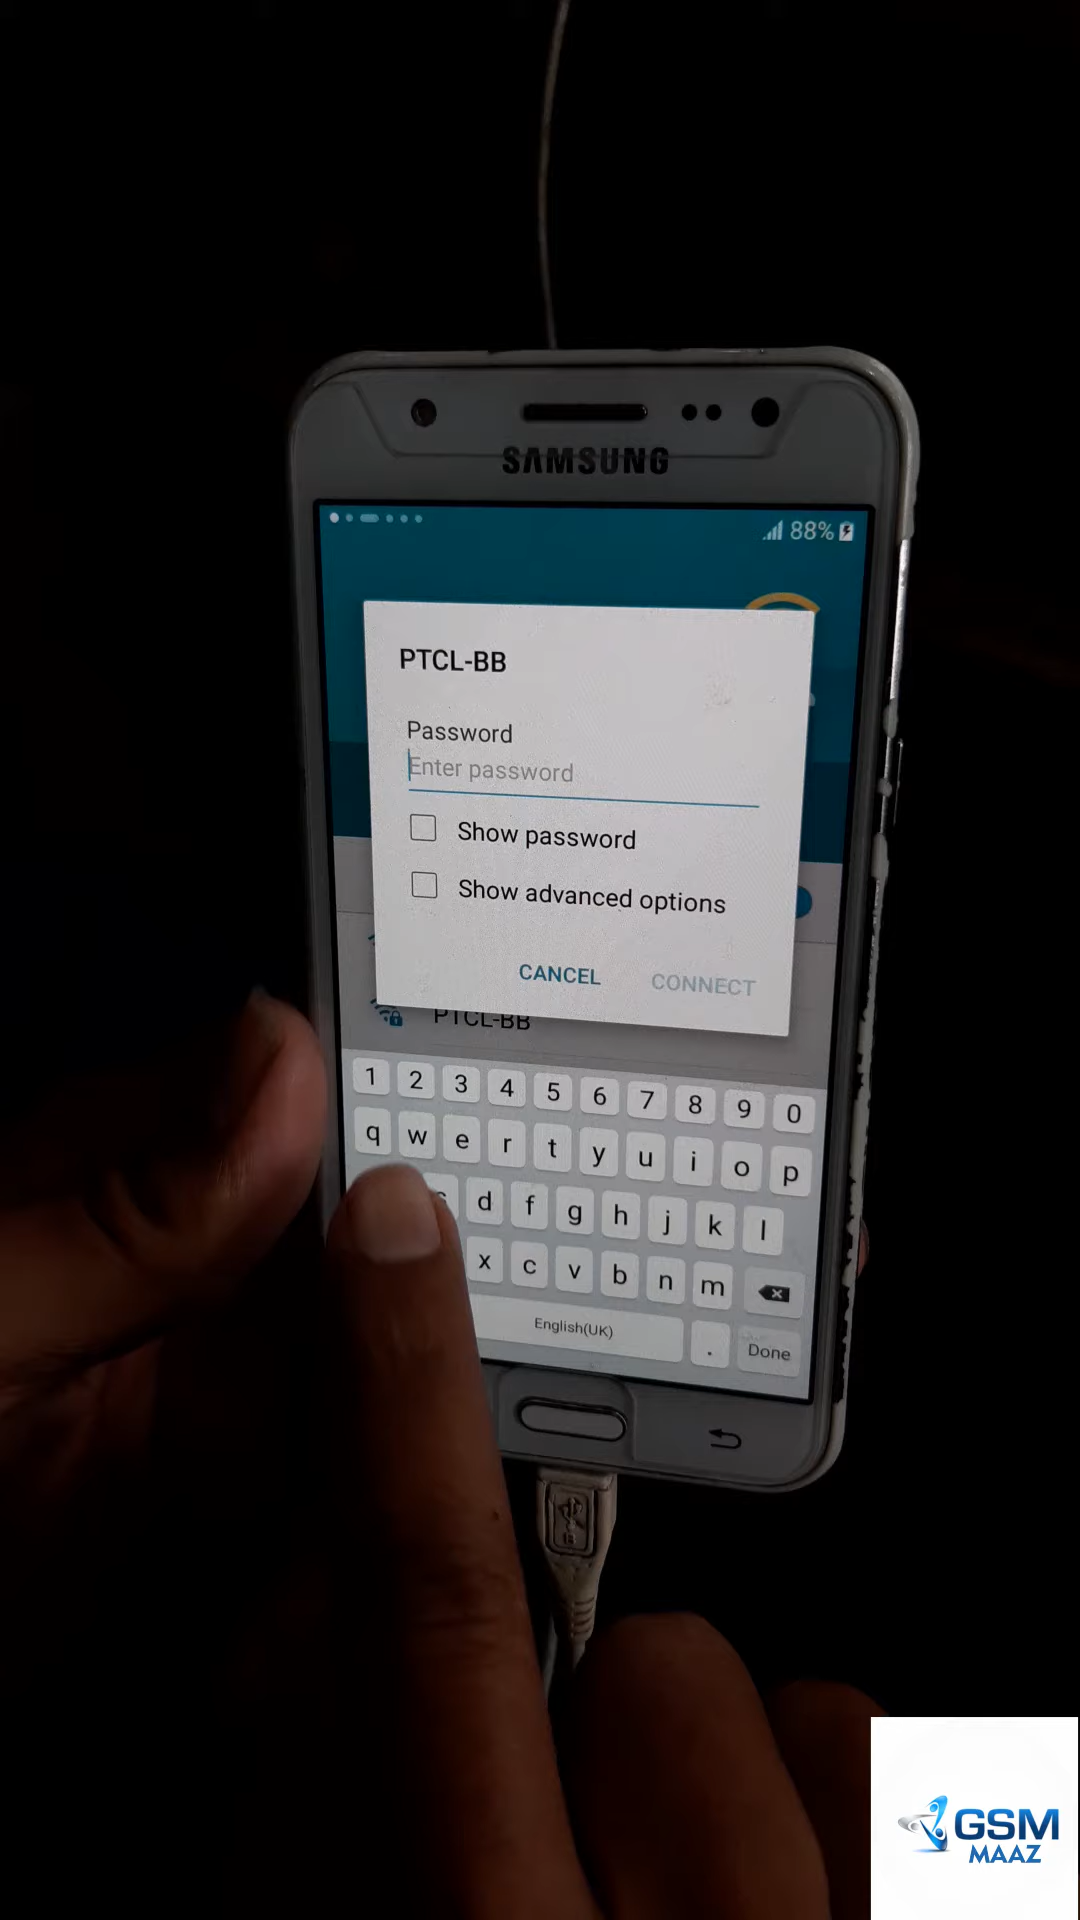 SAMSUNG
88%
PTCL-BB
Password
Enter password
Show password
Show advanced options
CANCEL CONNECT
PTCL-BB
1 2 3 4 5 6 7 8 9 0
q w e r t y u i o p
d f g h j k l
x c v b n m
English(UK) . Done
GSM
MAAZ